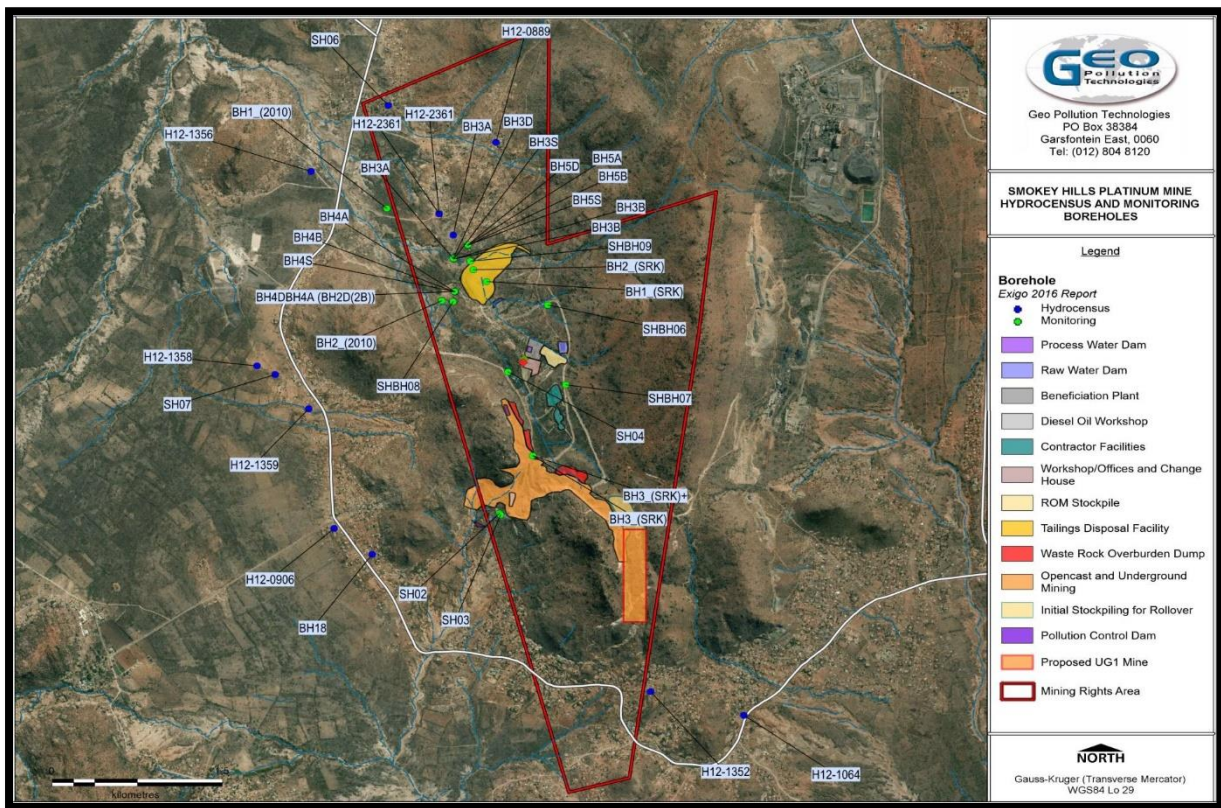 H12-0889
SH06
H12-2361
BH3D
BH1_(2010)
H12-2361
BH3A
BH3S
H12-1356
BH5A
BH5D
BH3A
BH5B
BH5S
BH4A
BH3B
BH3B
BH4B
SHBH09
BH4S
BH2_(SRK)
BH4DBH4A (BH2D(2B))
BH1_(SRK)
SHBH06
BH2_(2010)
H12-1358
SHBH08
SHBH07
SH07
SH04
H12-1359
BH3_(SRK)+
BH3_(SRK)
H12-0906
SH02
BH18
SH03
H12-1352
H12-1064
0
kilometres
GEO
Pollution
Technologies
Geo Pollution Technologies
PO Box 38384
Garsfontein East, 0060
Tel: (012) 804 8120
SMOKEY HILLS PLATINUM MINE
HYDROCENSUS AND MONITORING
BOREHOLES
Legend
Borehole
Exigo 2016 Report
Hydrocensus
Monitoring
Process Water Dam
Raw Water Dam
Beneficiation Plant
Diesel Oil Workshop
Contractor Facilities
Workshop/Offices and Change
House
ROM Stockpile
Tailings Disposal Facility
Waste Rock Overburden Dump
Opencast and Underground
Mining
Initial Stockpiling for Rollover
Pollution Control Dam
Proposed UG1 Mine
Mining Rights Area
NORTH
Gauss-Kruger (Transverse Mercator)
WGS84 Lo 29